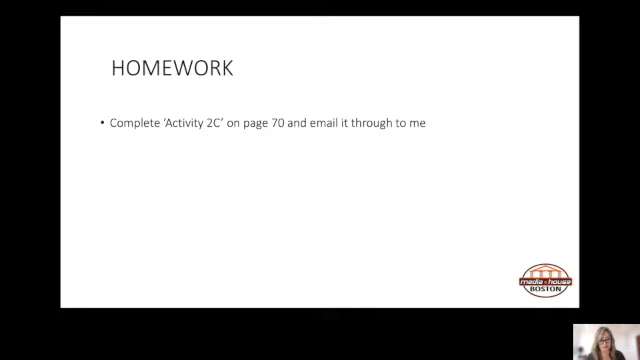 HOMEWORK
• Complete ‘Activity 2C’ on page 70 and email it through to me
media house
BOSTON